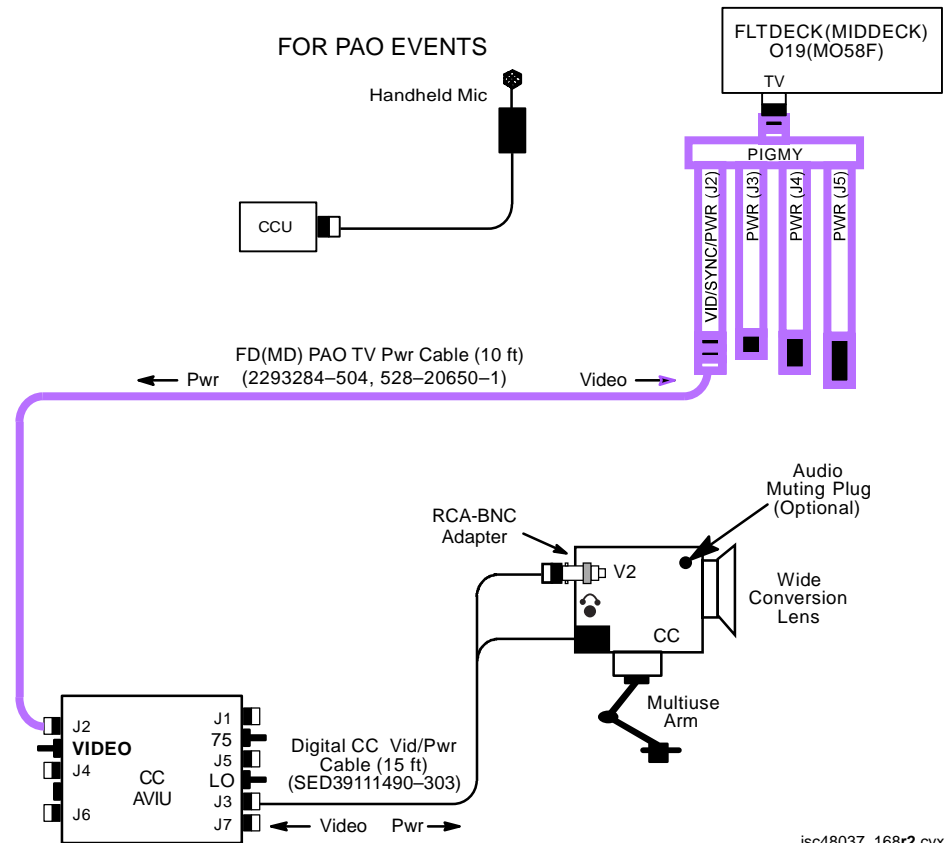 FOR PAO EVENTS
Handheld Mic
CCU
FLTDECK(MIDDECK)
O19(MO58F)
TV
PIGMY
VID/SYNC/PWR (J2)
PWR (J3)
PWR (J4)
PWR (J5)
FD(MD) PAO TV Pwr Cable (10 ft)
(2293284–504, 528–20650–1)
Pwr
Video
Audio
Muting Plug
(Optional)
RCA-BNC
Adapter
V2
CC
Wide
Conversion
Lens
Multiuse
Arm
J2
VIDEO
J4
J6
CC
AVIU
J1
75
J5
LO
J3
J7
Digital CC Vid/Pwr
Cable (15 ft)
(SED39111490–303)
Video
Pwr
jsc48037_168r2.cvx